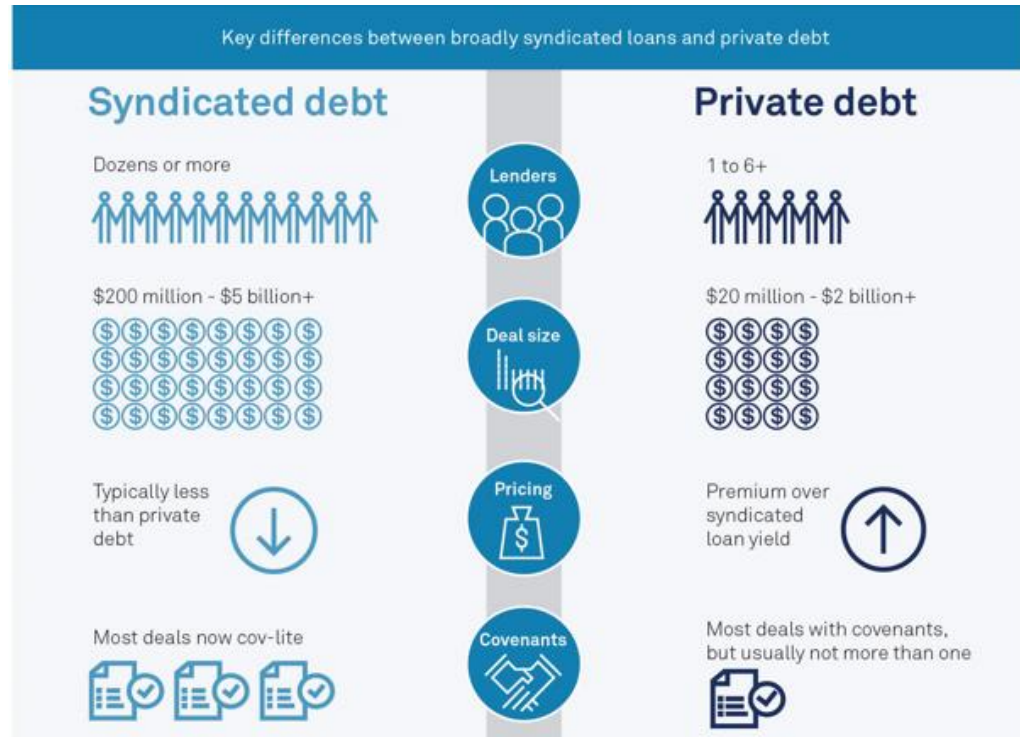 Key differences between broadly syndicated loans and private debt
Syndicated debt
Private debt
Dozens or more
Lenders
1 to 6+
$200 million - $5 billion+
Deal size
$20 million - $2 billion+
Typically less
than private
debt
Pricing
Premium over
syndicated
loan yield
Most deals now cov-lite
Covenants
Most deals with covenants,
but usually not more than one